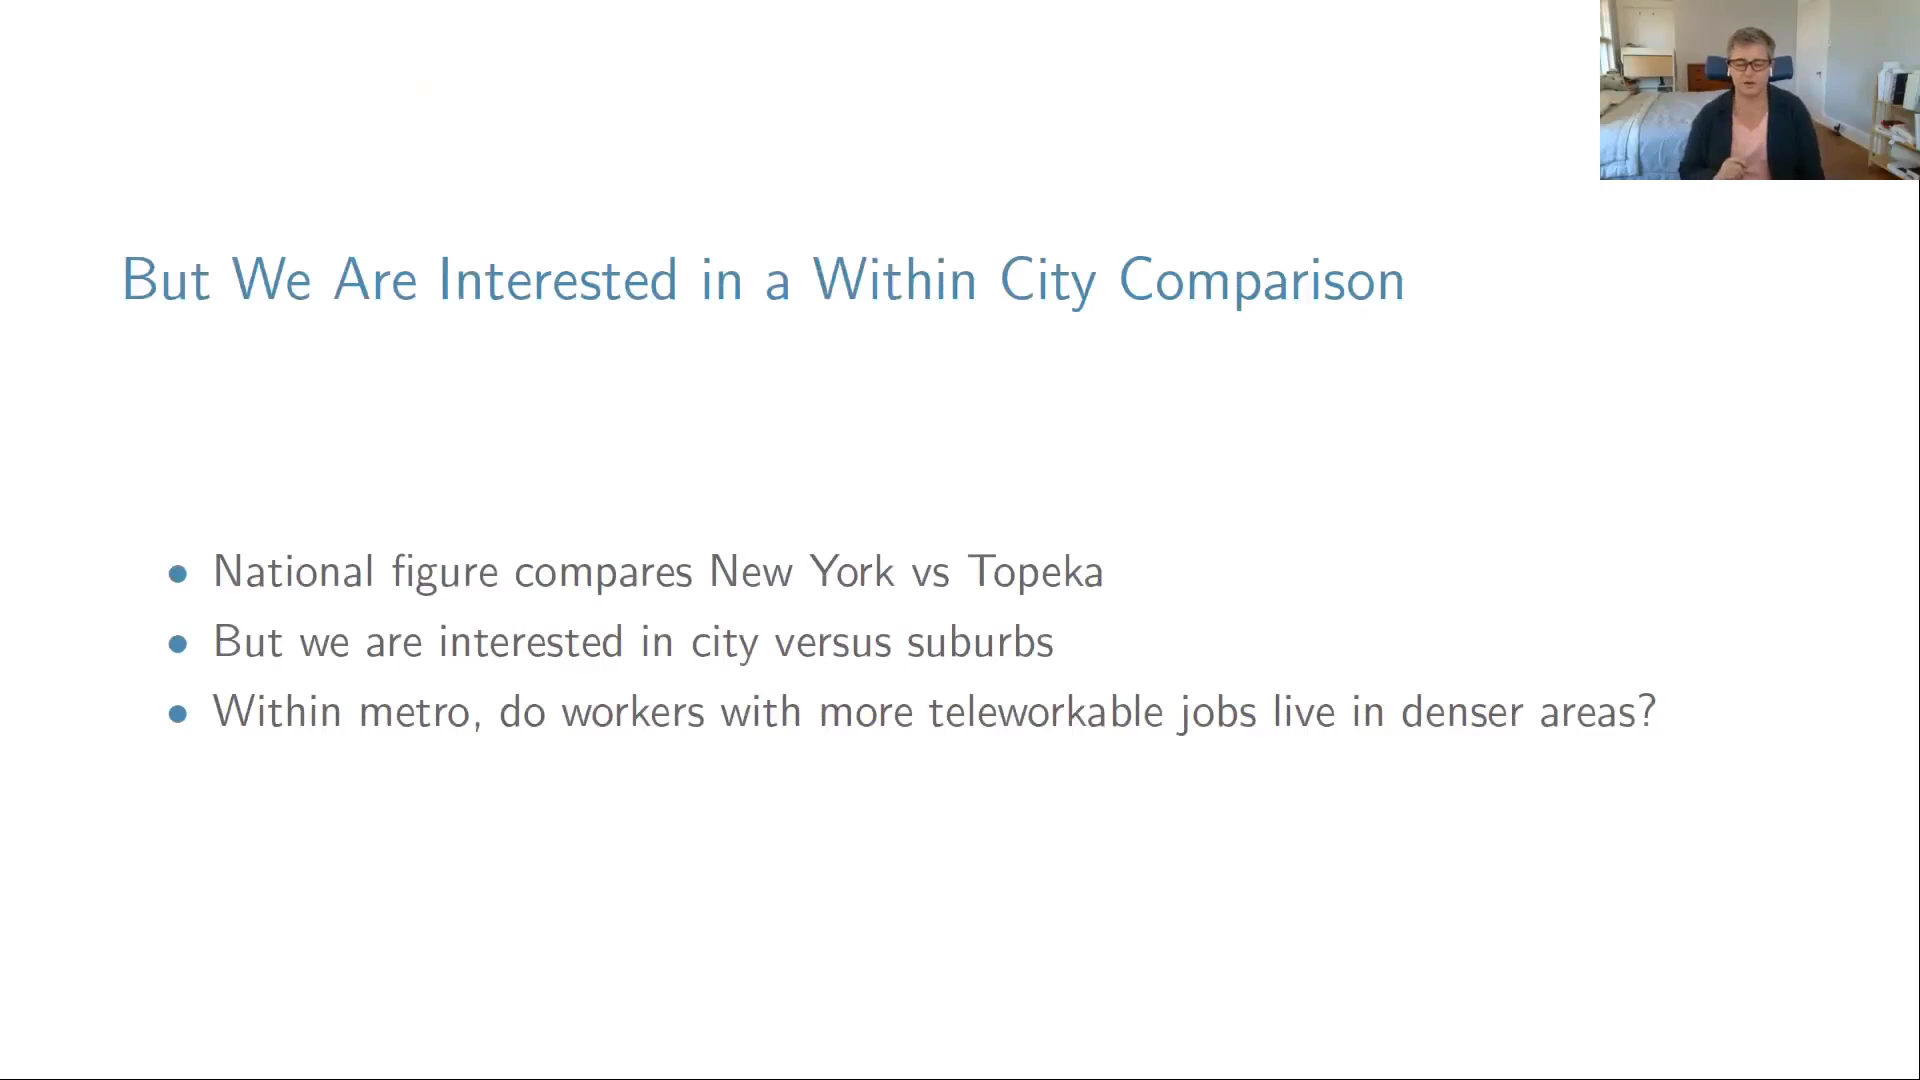 But We Are Interested in a Within City Comparison
National figure compares New York vs Topeka
But we are interested in city versus suburbs
Within metro, do workers with more teleworkable jobs live in denser areas?